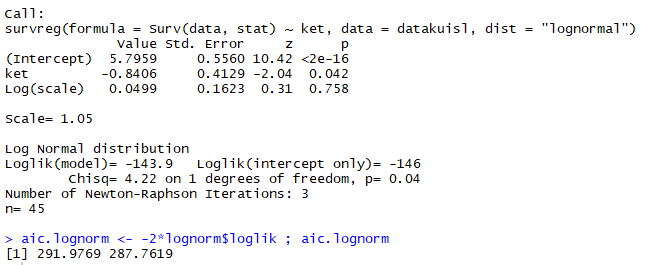 Call:
survreg(formula = Surv(data, stat) ~ ket, data = datakuis1, dist = "lognormal")
Value Std. Error z p
(Intercept) 5.7959 0.5560 10.42 <2e-16
ket -0.8406 0.4129 -2.04 0.042
Log(scale) 0.0499 0.1623 0.31 0.758
Scale= 1.05
Log Normal distribution
Loglik(model)= -143.9 Loglik(intercept only)= -146
Chisq= 4.22 on 1 degrees of freedom, p= 0.04
Number of Newton-Raphson Iterations: 3
n= 45
> aic.lognorm <- -2*lognorm$loglik ; aic.lognorm
[1] 291.9769 287.7619